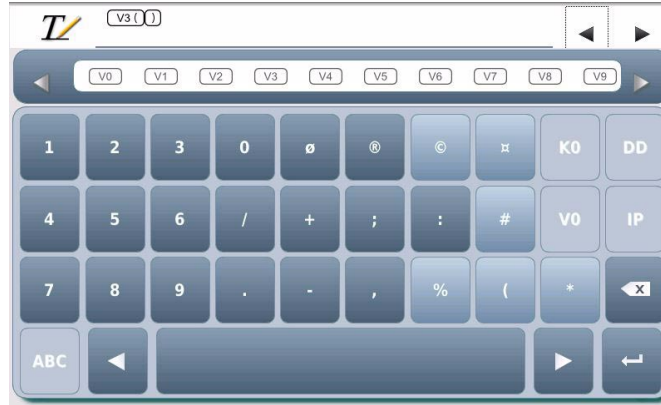 T
V3 ( ) )
V0 V1 V2 V3 V4 V5 V6 V7 V8 V9
1 2 3 0 ø ® © ¤ K0 DD
4 5 6 / + ; : # V0 IP
7 8 9 . - , % ( * X
ABC